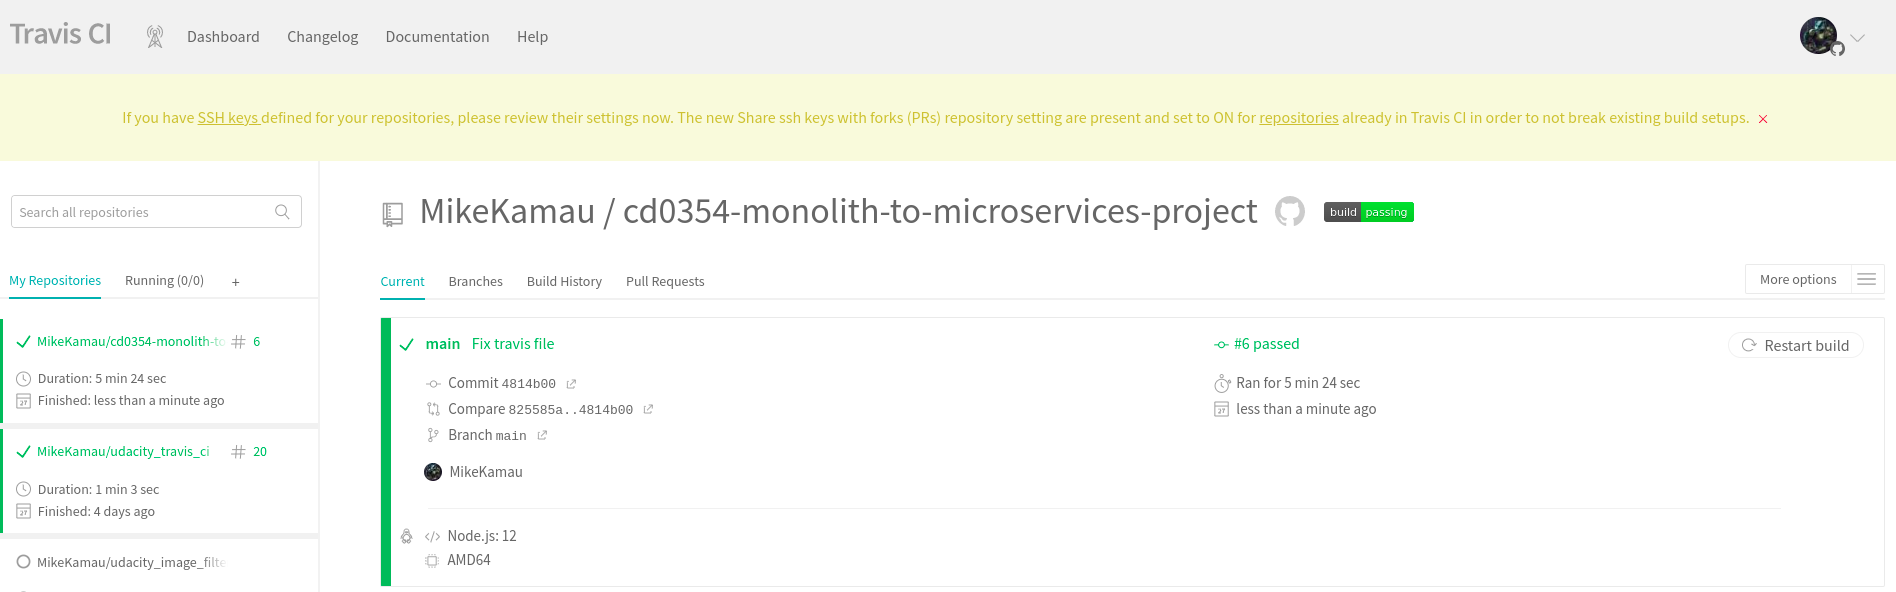 Travis CI Dashboard Changelog Documentation Help
If you have SSH keys defined for your repositories, please review their settings now. The new Share ssh keys with forks (PRs) repository setting are present and set to ON for repositories already in Travis CI in order to not break existing build setups.
Search all repositories
My Repositories Running (0/0) +
MikeKamau/cd0354-monolith-to # 6
Duration: 5 min 24 sec
Finished: less than a minute ago
MikeKamau/udacity_travis_ci # 20
Duration: 1 min 3 sec
Finished: 4 days ago
MikeKamau/udacity_image_filte
MikeKamau / cd0354-monolith-to-microservices-project build passing
Current Branches Build History Pull Requests More options
main Fix travis file #6 passed Restart build
Commit 4814b00 Ran for 5 min 24 sec
Compare 825585a..4814b00 27 less than a minute ago
Branch main
MikeKamau
Node.js: 12
AMD64